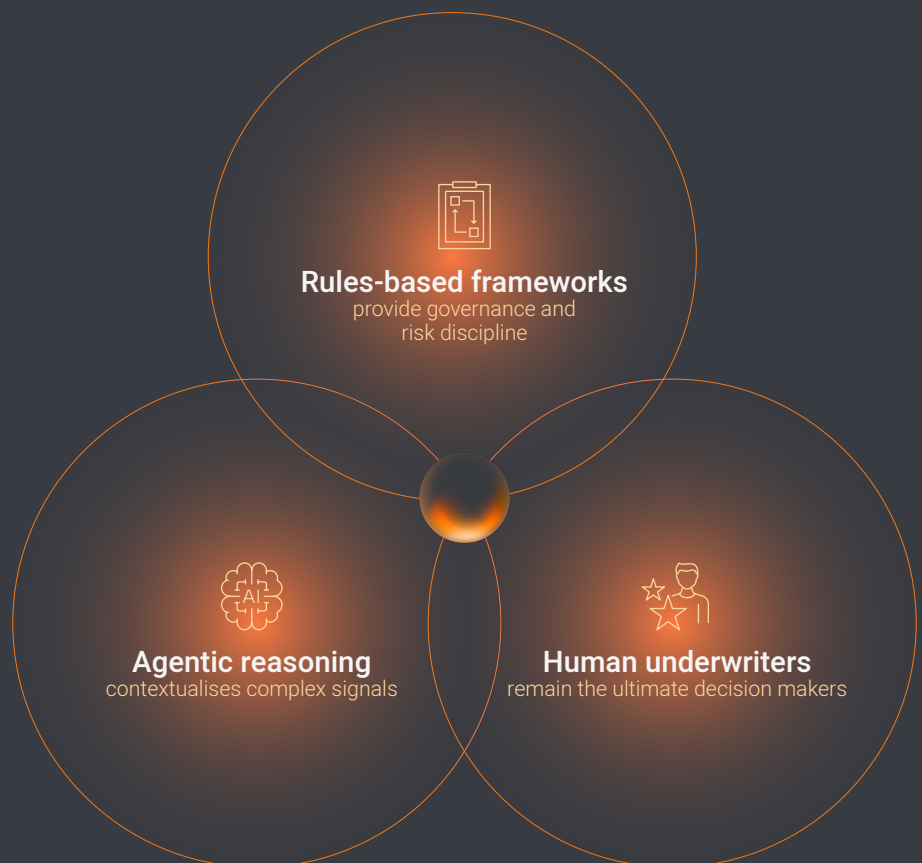 Rules-based frameworks
provide governance and
risk discipline
AI
Agentic reasoning
contextualises complex signals
Human underwriters
remain the ultimate decision makers